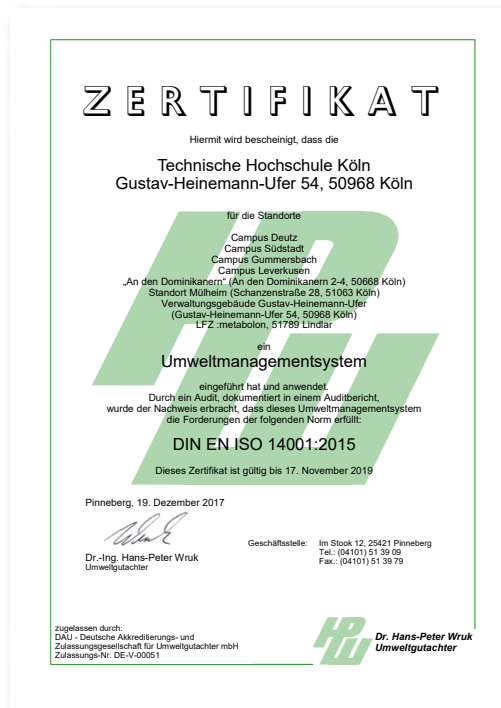 ZERTIFIKAT
Hiermit wird bescheinigt, dass die
Technische Hochschule Köln
Gustav-Heinemann-Ufer 54, 50968 Köln
für die Standorte
Campus Deutz
Campus Südstadt
Campus Gummersbach
Campus Leverkusen
„An den Dominikanern“ (An den Dominikanern 2-4, 50668 Köln)
Standort Mülheim (Schanzenstraße 28, 51063 Köln)
Verwaltungsgebäude Gustav-Heinemann-Ufer
(Gustav-Heinemann-Ufer 54, 50968 Köln)
LFZ :metabolon, 51789 Lindlar
ein
Umweltmanagementsystem
eingeführt hat und anwendet.
Durch ein Audit, dokumentiert in einem Auditbericht,
wurde der Nachweis erbracht, dass dieses Umweltmanagementsystem
die Forderungen der folgenden Norm erfüllt:
DIN EN ISO 14001:2015
Dieses Zertifikat ist gültig bis 17. November 2019
Pinneberg, 19. Dezember 2017
Dr.-Ing. Hans-Peter Wruk
Umweltgutachter
Geschäftsstelle: Im Stook 12, 25421 Pinneberg
Tel.: (04101) 51 39 09
Fax.: (04101) 51 39 79
zugelassen durch:
DAU - Deutsche Akkreditierungs- und
Zulassungsgesellschaft für Umweltgutachter mbH
Zulassungs-Nr. DE-V-00051
HPW
Dr. Hans-Peter Wruk
Umweltgutachter